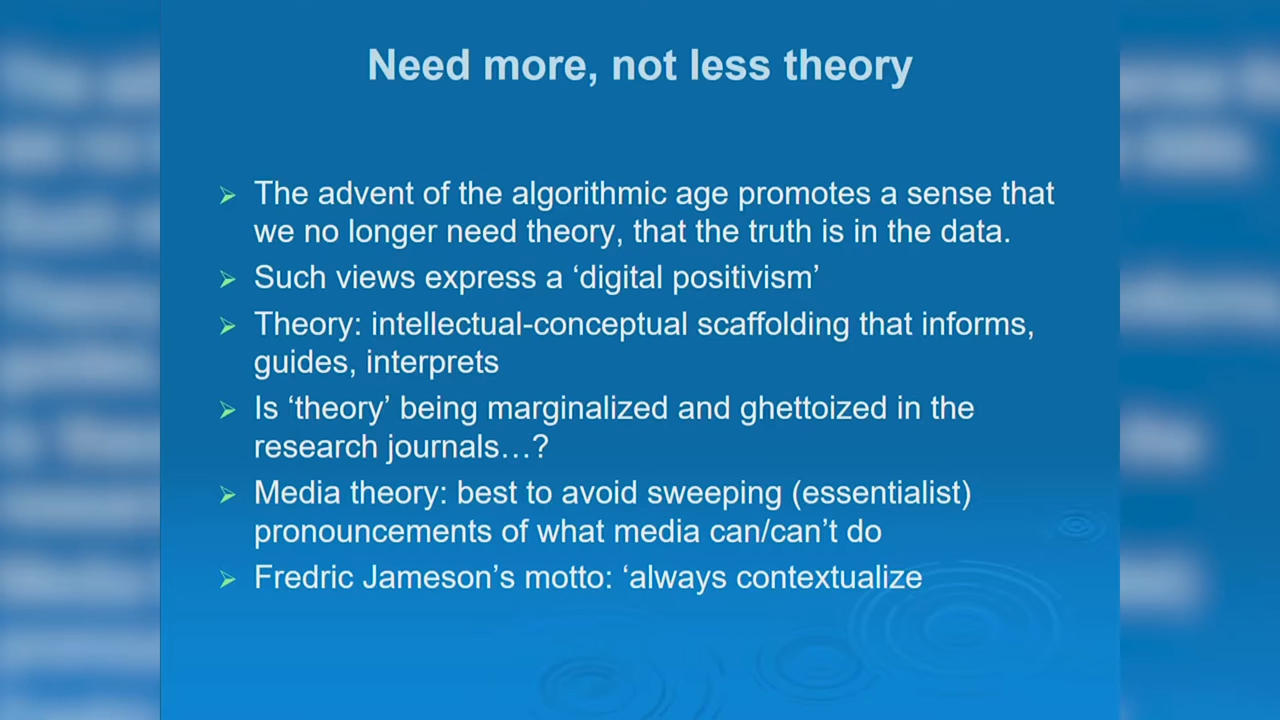 Need more, not less theory
The advent of the algorithmic age promotes a sense that
we no longer need theory, that the truth is in the data.
Such views express a ‘digital positivism’
Theory: intellectual-conceptual scaffolding that informs,
guides, interprets
Is ‘theory’ being marginalized and ghettoized in the
research journals…?
Media theory: best to avoid sweeping (essentialist)
pronouncements of what media can/can’t do
Fredric Jameson’s motto: ‘always contextualize